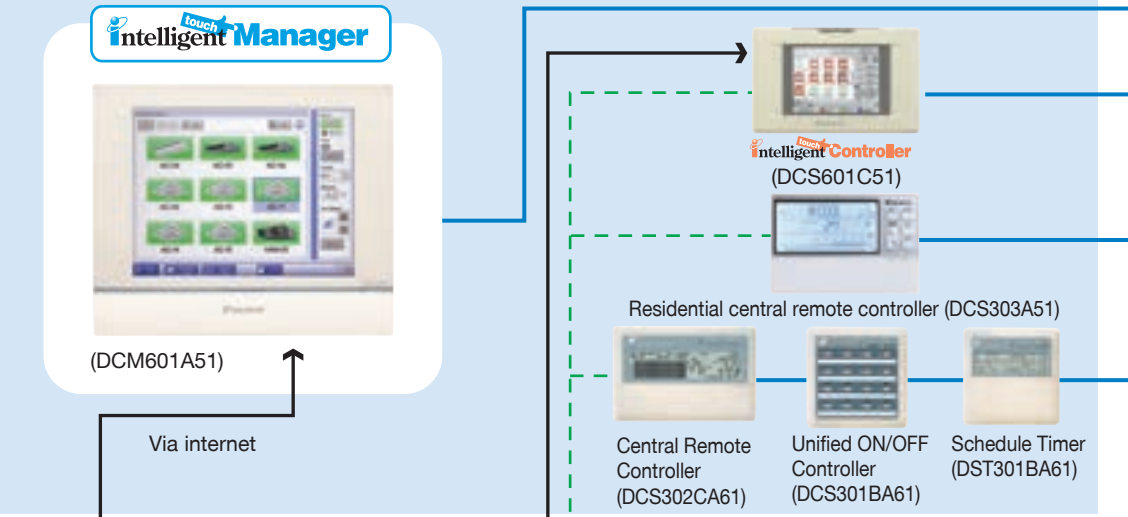 intelligent touch Manager
(DCM601A51)
Via internet
intelligent touch Controller
(DCS601C51)
Residential central remote controller (DCS303A51)
Central Remote
Controller
(DCS302CA61)
Unified ON/OFF
Controller
(DCS301BA61)
Schedule Timer
(DST301BA61)